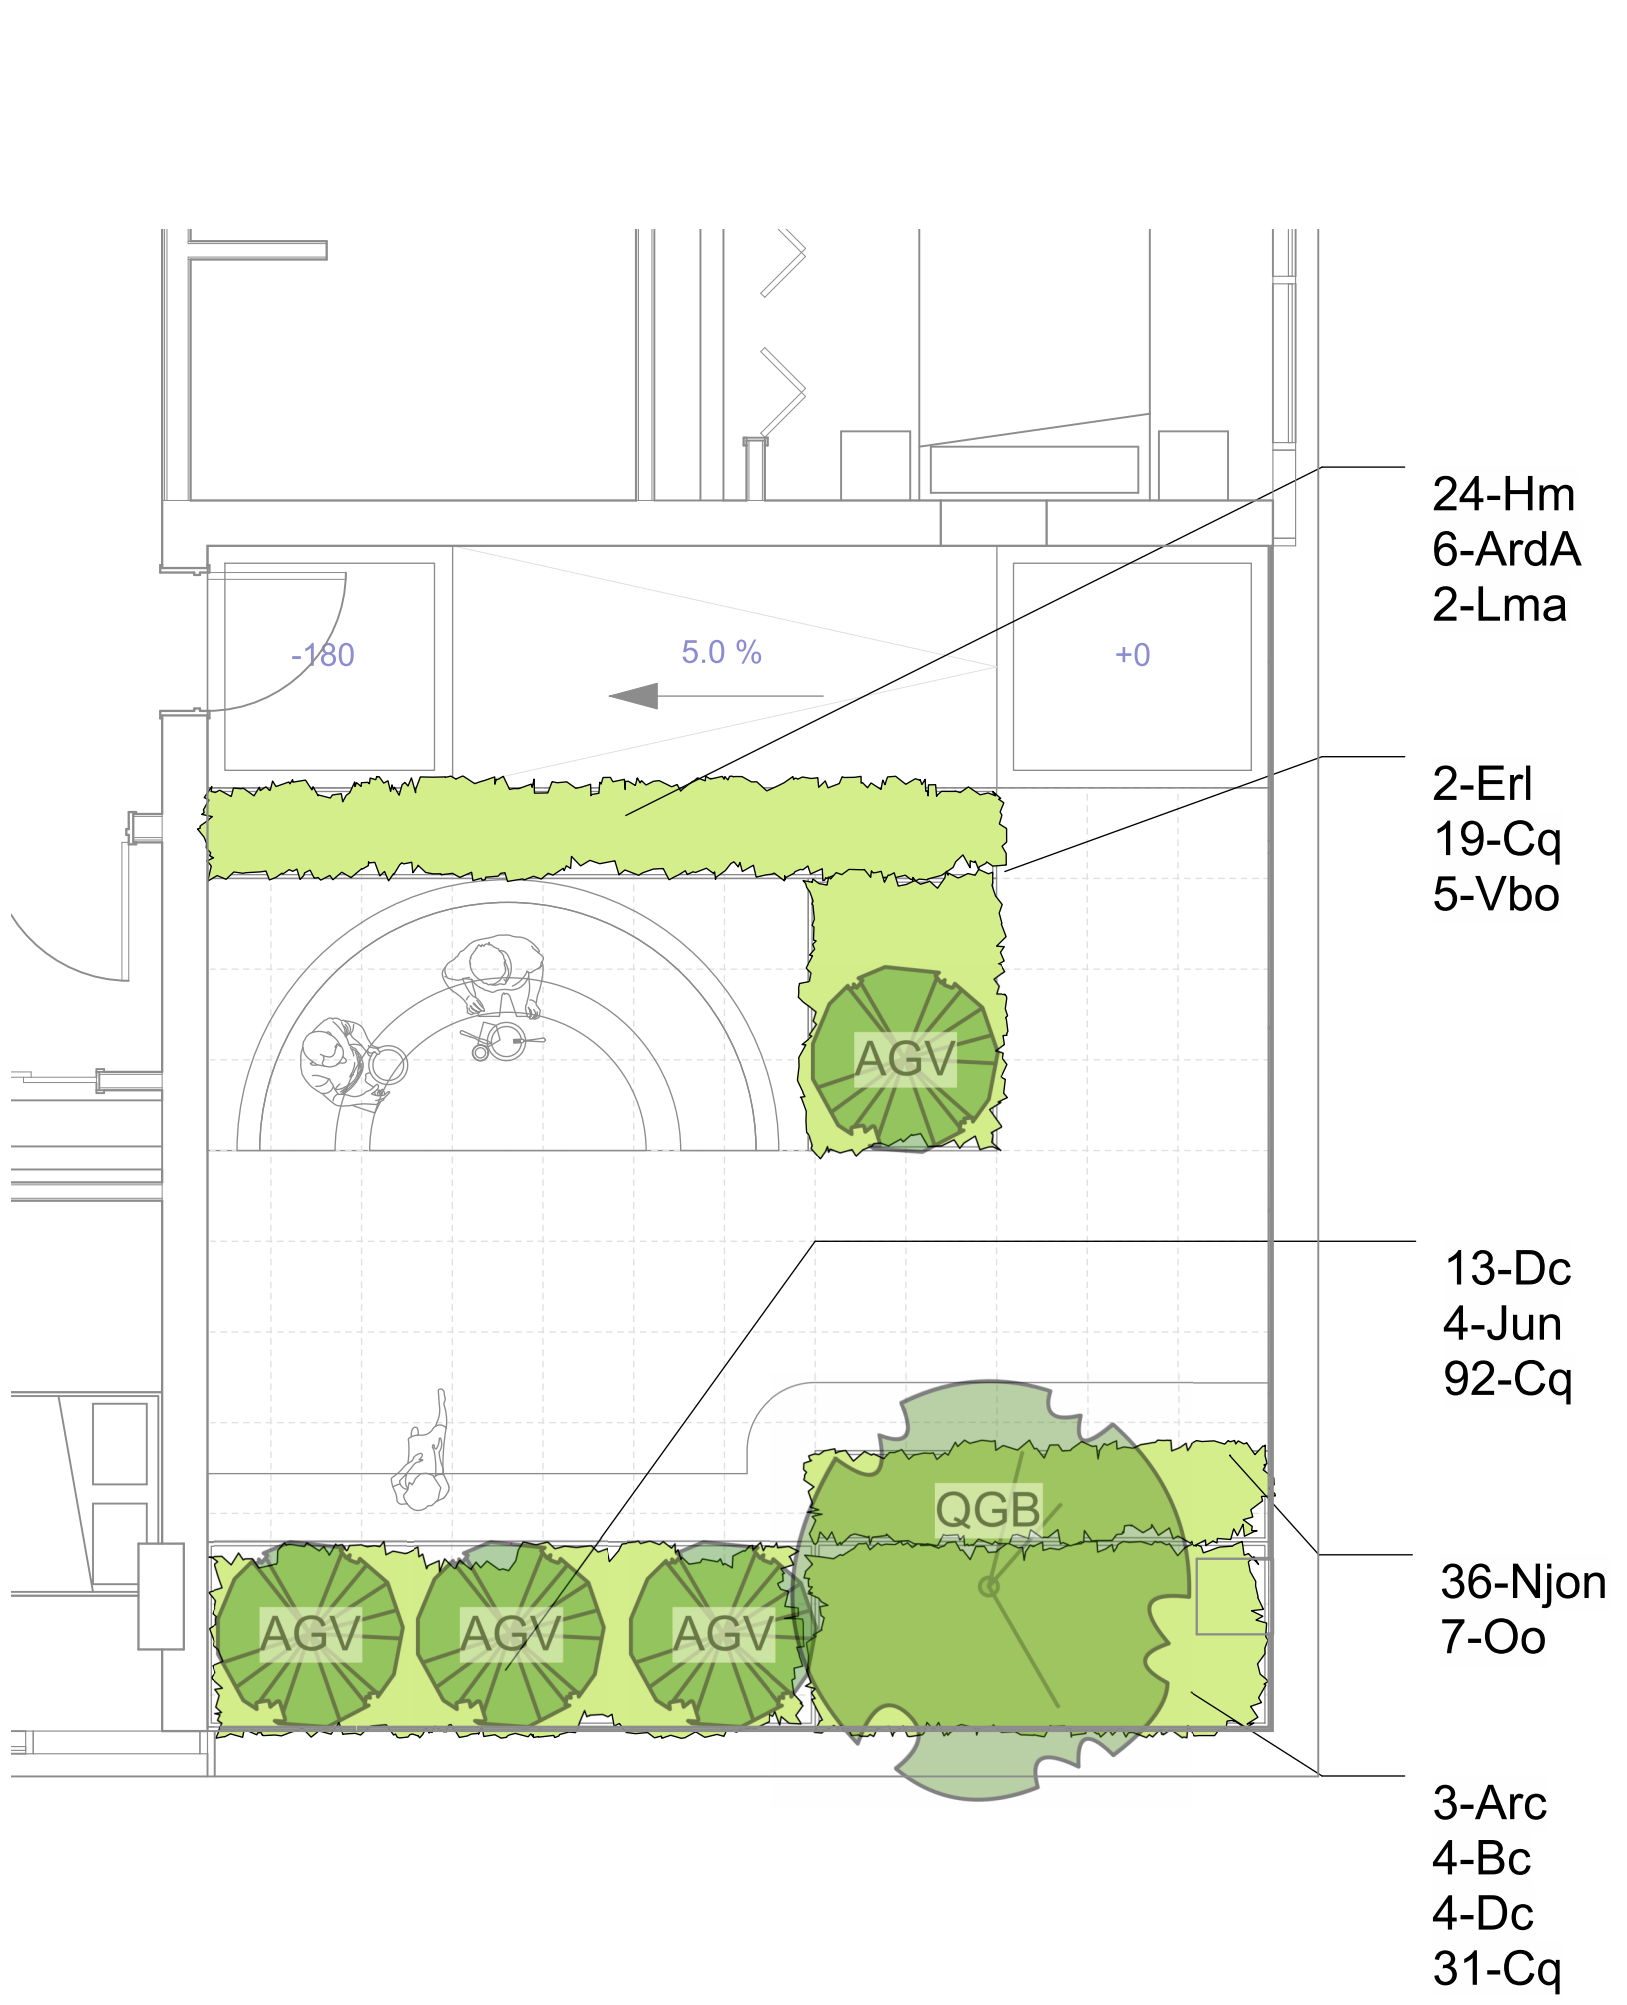 24-Hm
6-ArdA
2-Lma
-180
5.0 %
+0
2-Erl
19-Cq
5-Vbo
AGV
13-Dc
4-Jun
92-Cq
QGB
36-Njon
7-Oo
AGV
AGV
AGV
3-Arc
4-Bc
4-Dc
31-Cq